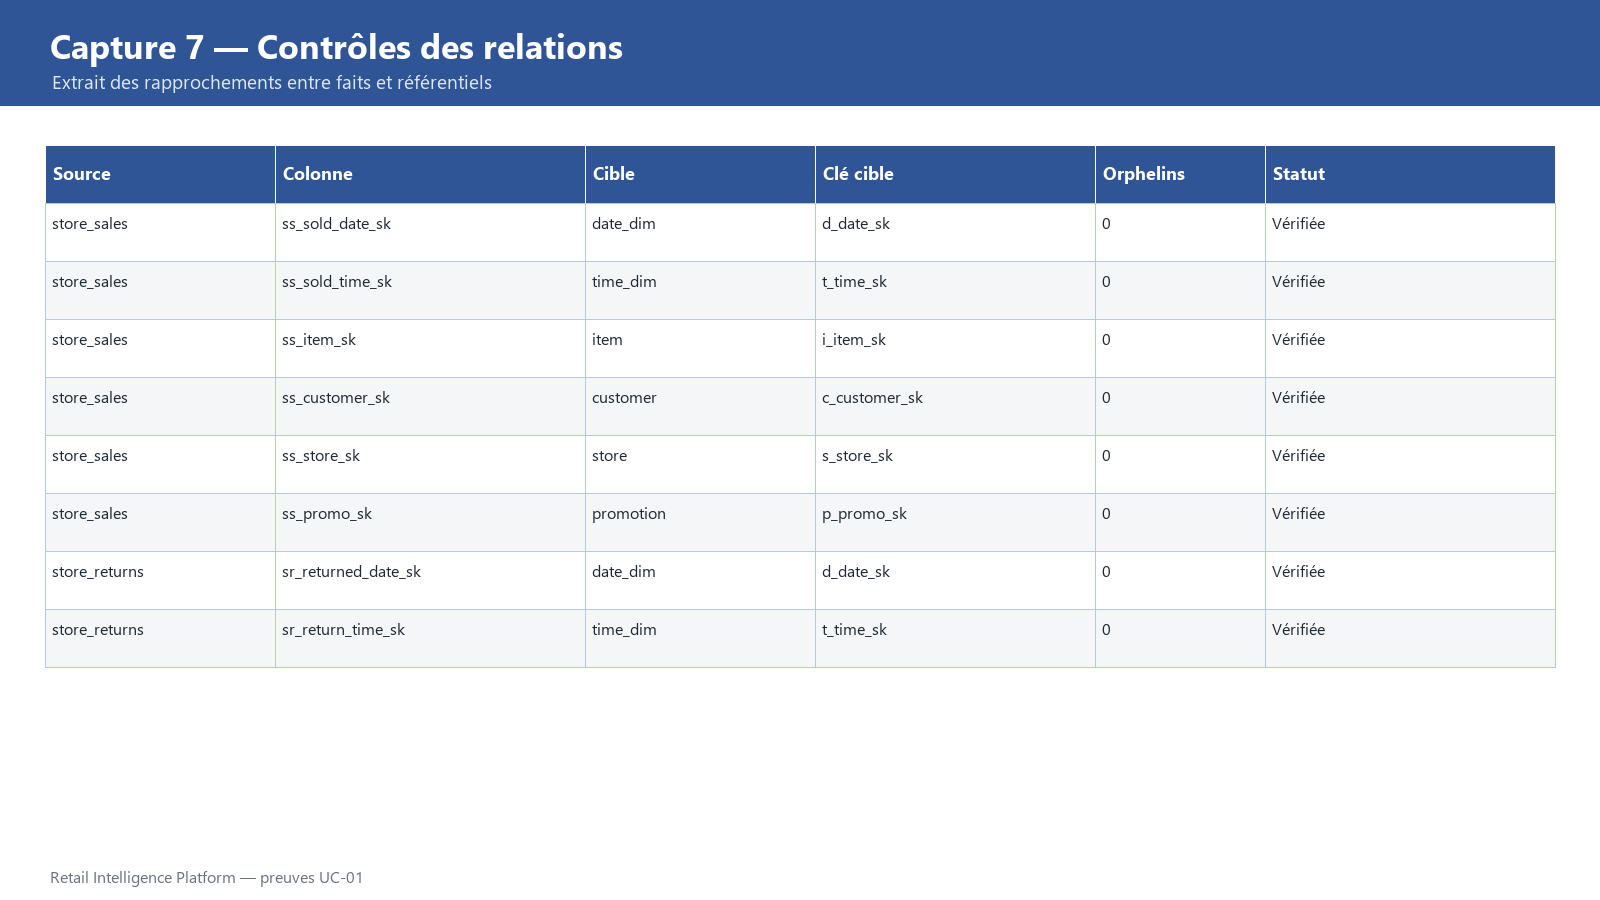 Capture 7 — Contrôles des relations
Extrait des rapprochements entre faits et référentiels
Source Colonne Cible Clé cible Orphelins Statut
store_sales ss_sold_date_sk date_dim d_date_sk 0 Vérifiée
store_sales ss_sold_time_sk time_dim t_time_sk 0 Vérifiée
store_sales ss_item_sk item i_item_sk 0 Vérifiée
store_sales ss_customer_sk customer c_customer_sk 0 Vérifiée
store_sales ss_store_sk store s_store_sk 0 Vérifiée
store_sales ss_promo_sk promotion p_promo_sk 0 Vérifiée
store_returns sr_returned_date_sk date_dim d_date_sk 0 Vérifiée
store_returns sr_return_time_sk time_dim t_time_sk 0 Vérifiée
Retail Intelligence Platform — preuves UC-01